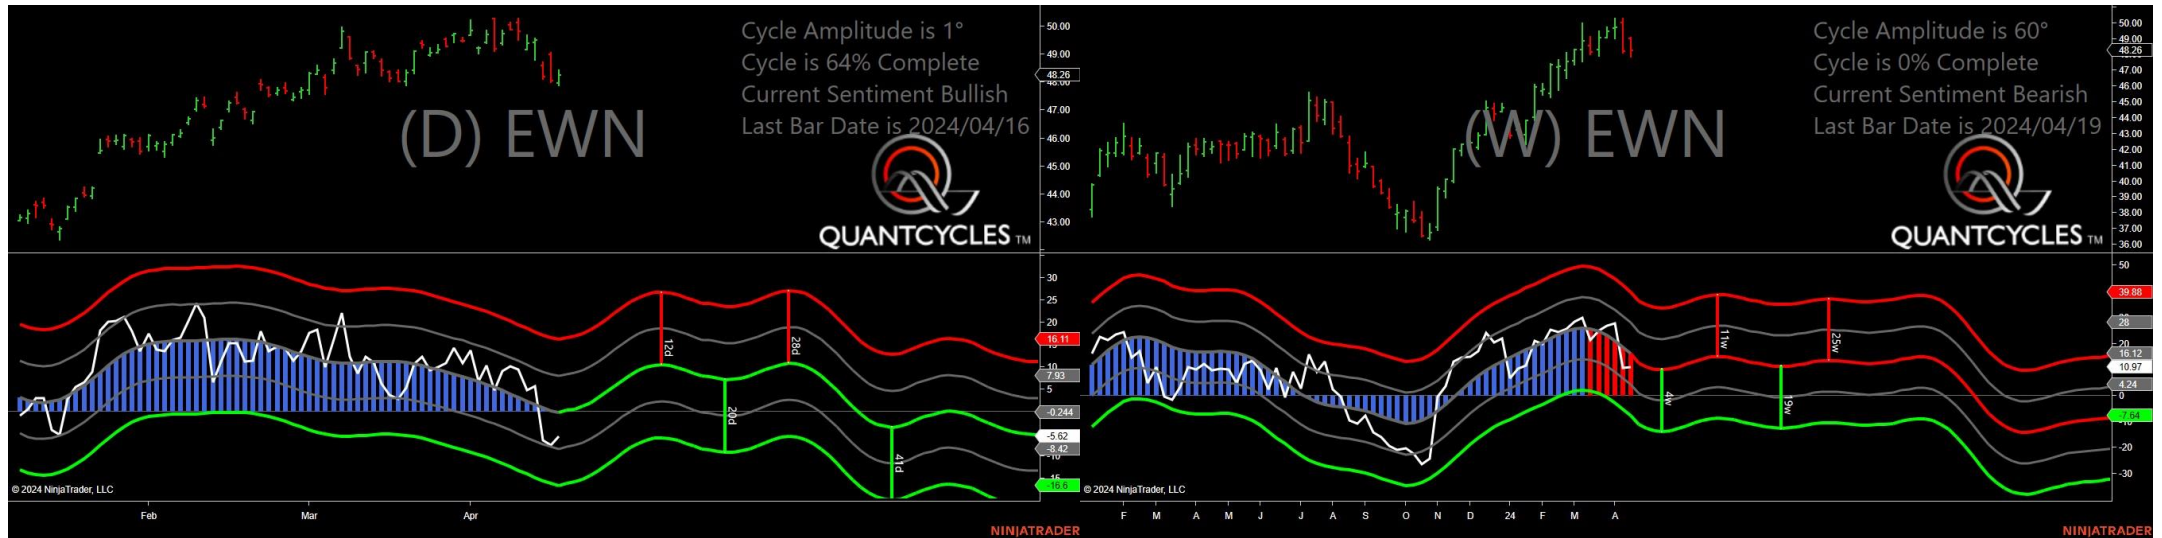 Cycle Amplitude is 1°
Cycle is 64% Complete
Current Sentiment Bullish
Last Bar Date is 2024/04/16
(D) EWN
QUANTCYCLES TM
50.00
49.00
48.26
48.00
47.00
46.00
45.00
44.00
43.00
30
25
20
16.11
10
7.93
5
-0.244
-5.62
-8.42
-16.6
12d
20d
28d
41d
© 2024 NinjaTrader, LLC
Feb Mar Apr
NINJATRADER
Cycle Amplitude is 60°
Cycle is 0% Complete
Current Sentiment Bearish
Last Bar Date is 2024/04/19
(W) EWN
QUANTCYCLES TM
50.00
49.00
48.26
47.00
46.00
45.00
44.00
43.00
42.00
41.00
40.00
39.00
38.00
37.00
36.00
50
39.88
28
20
16.12
10.97
4.24
0
-7.64
-20
-30
4w
11w
19w
25w
© 2024 NinjaTrader, LLC
F M A M J J A S O N D 24 F M A
NINJATRADER